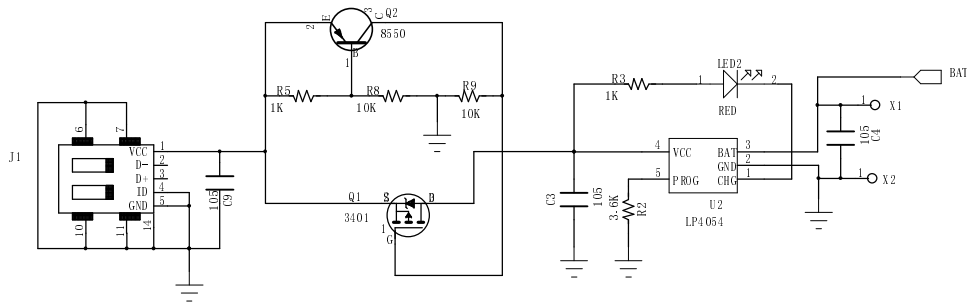 E
2
C
3
Q2
8550
B
1
R5
1K
R8
10K
R9
10K
R3
1K
1
LED2
2
RED
BAT
1
X1
105
C4
1
X2
J1
6
7
VCC
D-
D+
ID
GND
1
2
3
4
5
10
11
14
105
C9
Q1
3401
S
D
1
G
C3
105
4
VCC
5
PROG
BAT
GND
CHG
3
2
1
U2
LP4054
3.6K
R2